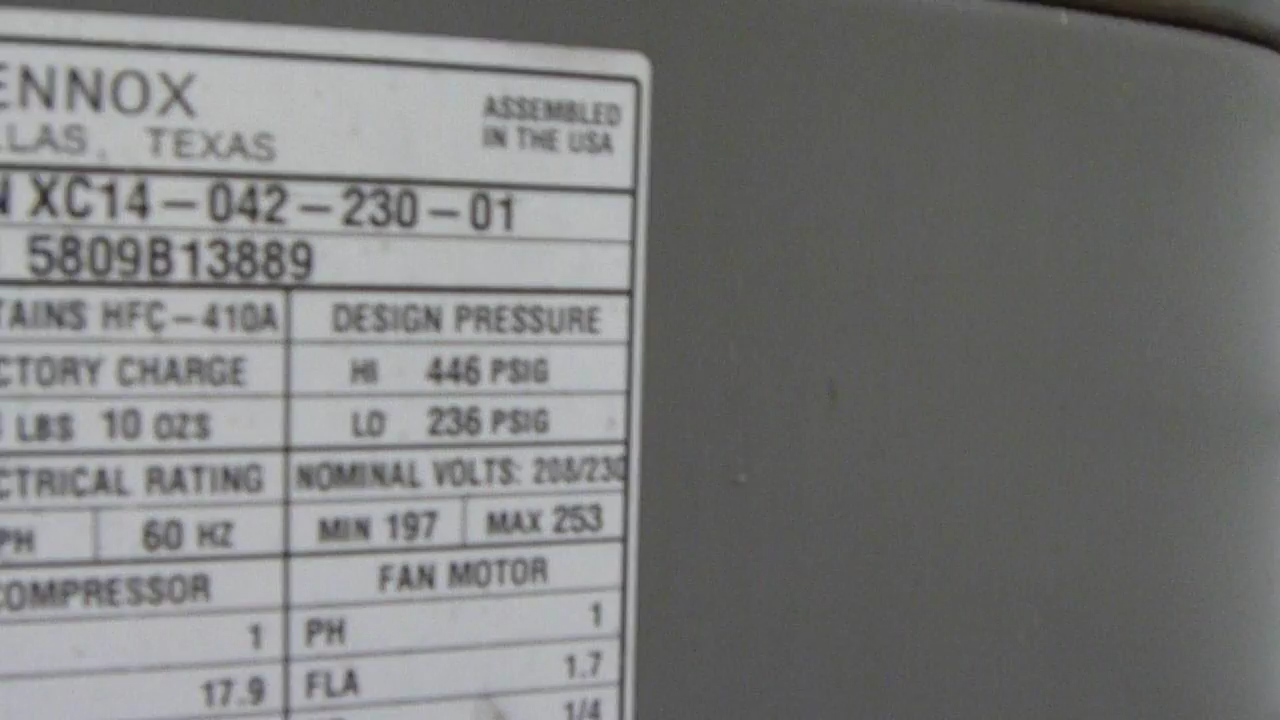 ENNOX
LLAS, TEXAS
ASSEMBLED
IN THE USA
N XC14-042-230-01
5809B13889
TAINS HFC-410A
DESIGN PRESSURE
CTORY CHARGE
HI 446 PSIG
LBS 10 OZS
LO 236 PSIG
CTRICAL RATING
NOMINAL VOLTS: 208/230
PH 60 HZ
MIN 197 MAX 253
COMPRESSOR
FAN MOTOR
1
PH 1
17.9
FLA 1.7
1/4